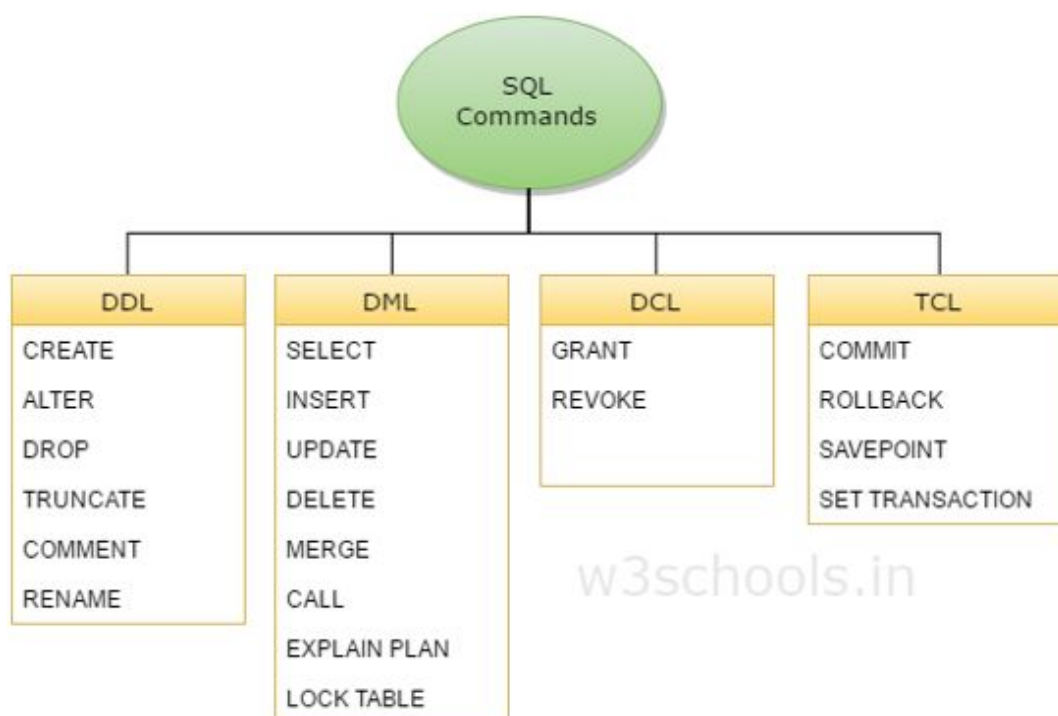 SQL
Commands
DDL
CREATE
ALTER
DROP
TRUNCATE
COMMENT
RENAME
DML
SELECT
INSERT
UPDATE
DELETE
MERGE
CALL
EXPLAIN PLAN
LOCK TABLE
DCL
GRANT
REVOKE
TCL
COMMIT
ROLLBACK
SAVEPOINT
SET TRANSACTION
w3schools.in